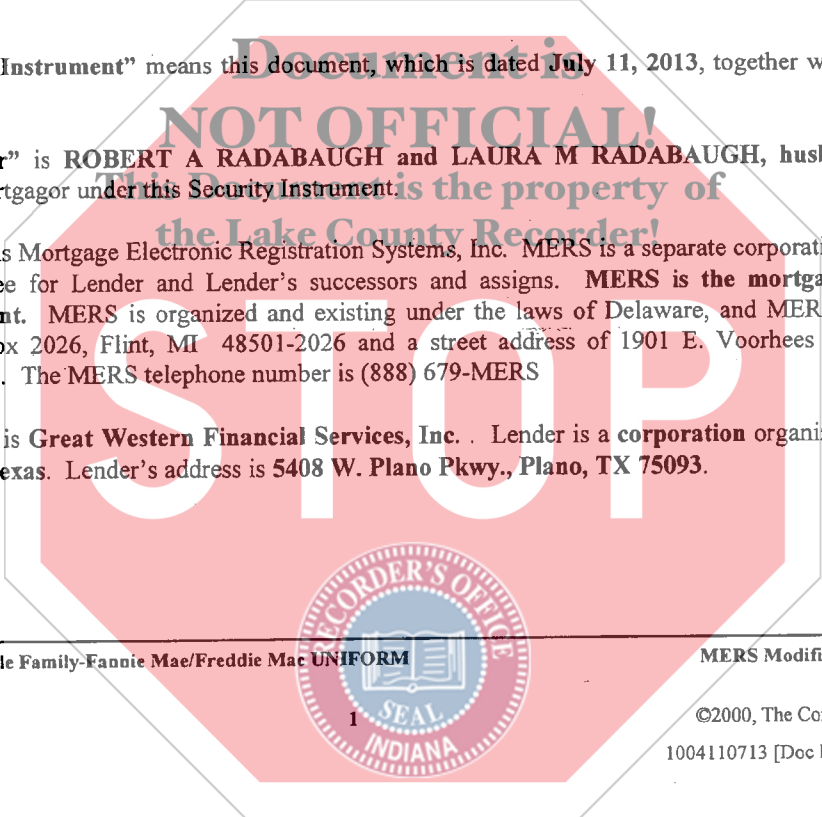 Document is
Instrument” means this document, which is dated July 11, 2013, together w
NOT OFFICIAL!
r” is ROBERT A RADABAUGH and LAURA M RADABAUGH, husb
rtgagor under this Security Instrument.
This Document is the property of
the Lake County Recorder!
s Mortgage Electronic Registration Systems, Inc. MERS is a separate corporati
e for Lender and Lender’s successors and assigns. MERS is the mortga
nt. MERS is organized and existing under the laws of Delaware, and MER
ox 2026, Flint, MI 48501-2026 and a street address of 1901 E. Voorhees
. The MERS telephone number is (888) 679-MERS
is Great Western Financial Services, Inc. . Lender is a corporation organi
exas. Lender’s address is 5408 W. Plano Pkwy., Plano, TX 75093.
STOP
RECORDER'S OFFICE
SEAL
INDIANA
le Family-Fannie Mae/Freddie Mac UNIFORM
MERS Modifi
1
©2000, The Co
1004110713 [Doc